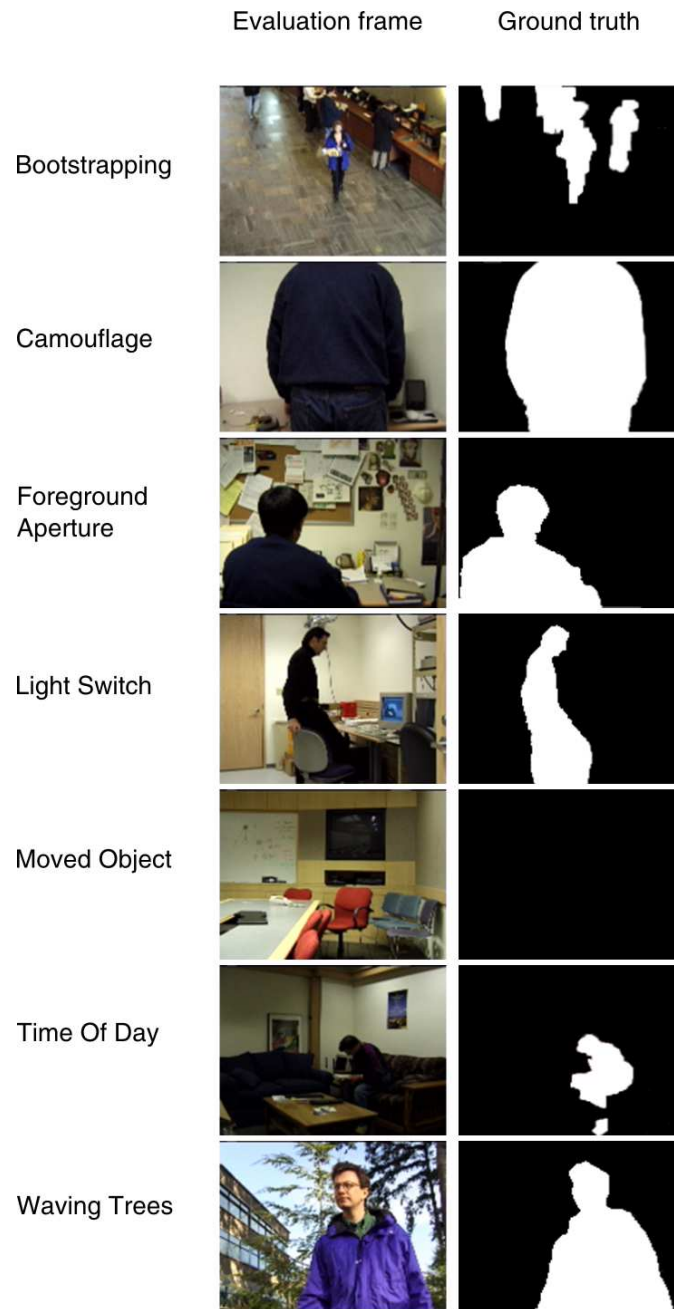 Evaluation frame Ground truth
Bootstrapping
Camouflage
Foreground
Aperture
Light Switch
Moved Object
Time Of Day
Waving Trees